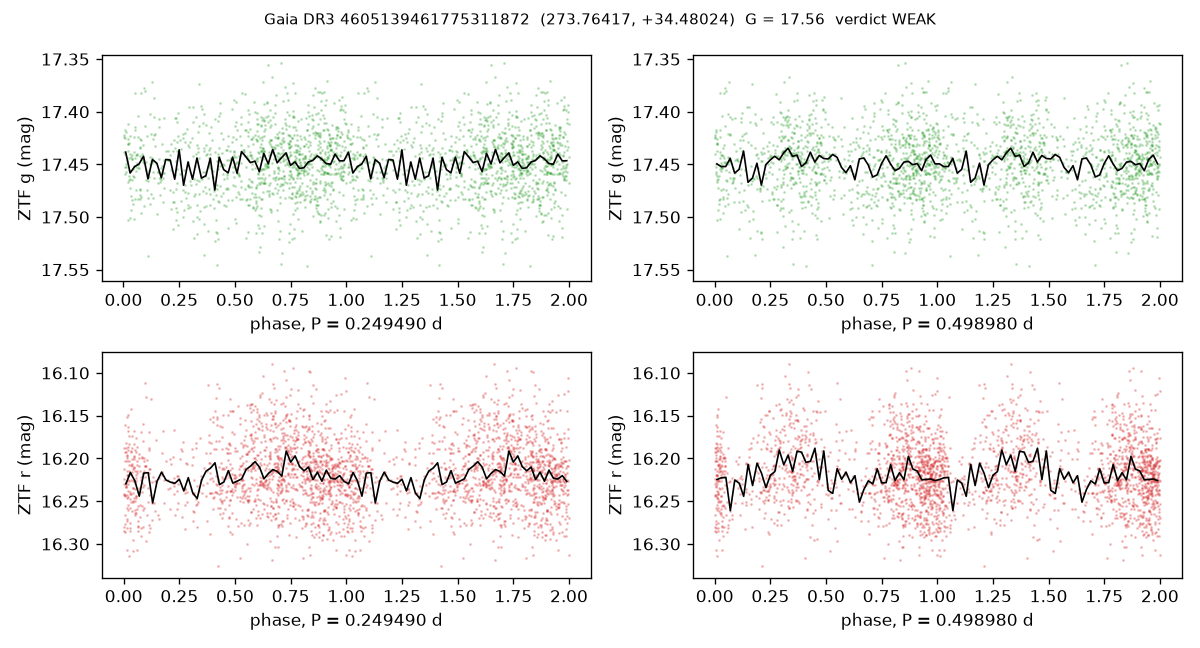 Gaia DR3 4605139461775311872 (273.76417, +34.48024) G = 17.56 verdict WEAK
ZTF g (mag)
17.35
17.40
17.45
17.50
17.55
0.00 0.25 0.50 0.75 1.00 1.25 1.50 1.75 2.00
phase, P = 0.249490 d
ZTF g (mag)
17.35
17.40
17.45
17.50
17.55
0.00 0.25 0.50 0.75 1.00 1.25 1.50 1.75 2.00
phase, P = 0.498980 d
ZTF r (mag)
16.10
16.15
16.20
16.25
16.30
0.00 0.25 0.50 0.75 1.00 1.25 1.50 1.75 2.00
phase, P = 0.249490 d
ZTF r (mag)
16.10
16.15
16.20
16.25
16.30
0.00 0.25 0.50 0.75 1.00 1.25 1.50 1.75 2.00
phase, P = 0.498980 d